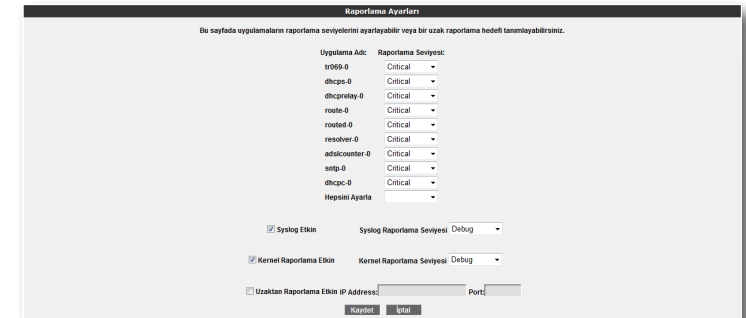 Raporlama Ayarları
Bu sayfada uygulamaların raporlama seviyelerini ayarlayabilir veya bir uzak raporlama hedefi tanımlayabilirsiniz.
Uygulama Adı: Raporlama Seviyesi:
tr069-0 Critical
dhcps-0 Critical
dhcprelay-0 Critical
route-0 Critical
routed-0 Critical
resolver-0 Critical
adslcounter-0 Critical
sntp-0 Critical
dhcpc-0 Critical
Hepsini Ayarla
Syslog Etkin Syslog Raporlama Seviyesi Debug
Kernel Raporlama Etkin Kernel Raporlama Seviyesi Debug
Uzaktan Raporlama Etkin IP Address: Port:
Kaydet İptal